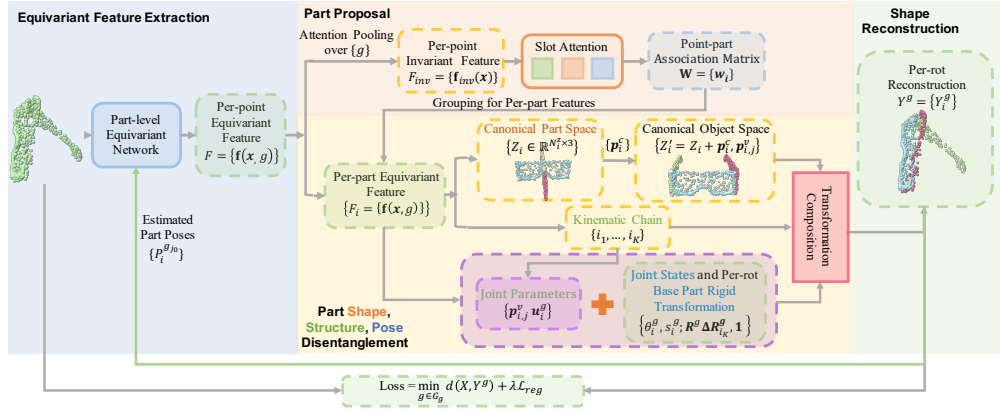 Equivariant Feature Extraction
Part Proposal
Shape
Reconstruction
Attention Pooling
over {g}
Per-point
Invariant Feature
F_inv = {f_inv(x)}
Slot Attention
Point-part
Association Matrix
W = {w_i}
Per-rot
Reconstruction
Y^g = {Y_i^g}
Grouping for Per-part Features
Part-level
Equivariant
Network
Per-point
Equivariant
Feature
F = {f(x, g)}
Canonical Part Space
{Z_i ∈ ℝ^{N_i^c×3}}
{p_i^c}
Canonical Object Space
{Z_i' = Z_i + p_i^c, p_{i,j}^v}
Per-part Equivariant
Feature
{F_i = {f(x, g)}}
Transformation
Composition
Kinematic Chain
{i_1, …, i_K}
Estimated
Part Poses
{P_i^{g_{j0}}}
Joint Parameters
{p_{i,j}^v u_i^g}
Joint States and Per-rot
Base Part Rigid
Transformation
{θ_i^g, s_i^g; R^g ΔR_{i_K}^g, 1}
Part Shape,
Structure, Pose
Disentanglement
Loss = min_{g∈G_g} d(X, Y^g) + λℒ_reg